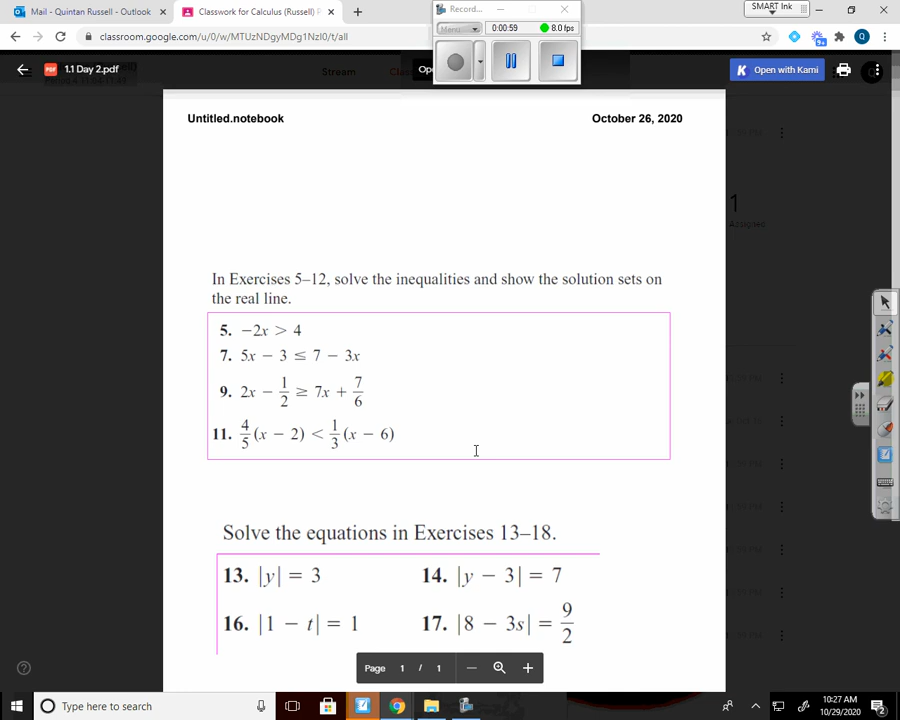 Mail - Quintan Russell - Outlook
Classwork for Calculus (Russell) P
Record...
SMART Ink
Menu
0:00:59
8.0 fps
classroom.google.com/u/0/w/MTUzNDgyMDg1NzI0/t/all
Q
PDF
1.1 Day 2.pdf
Stream
Open with Kami
Untitled.notebook
October 26, 2020
In Exercises 5–12, solve the inequalities and show the solution sets on
the real line.
5. −2x > 4
7. 5x − 3 ≤ 7 − 3x
9. 2x − 1/2 ≥ 7x + 7/6
11. 4/5(x − 2) < 1/3(x − 6)
Solve the equations in Exercises 13–18.
13. |y| = 3
14. |y − 3| = 7
16. |1 − t| = 1
17. |8 − 3s| = 9/2
Page 1 / 1
Type here to search
10:27 AM
10/29/2020
2